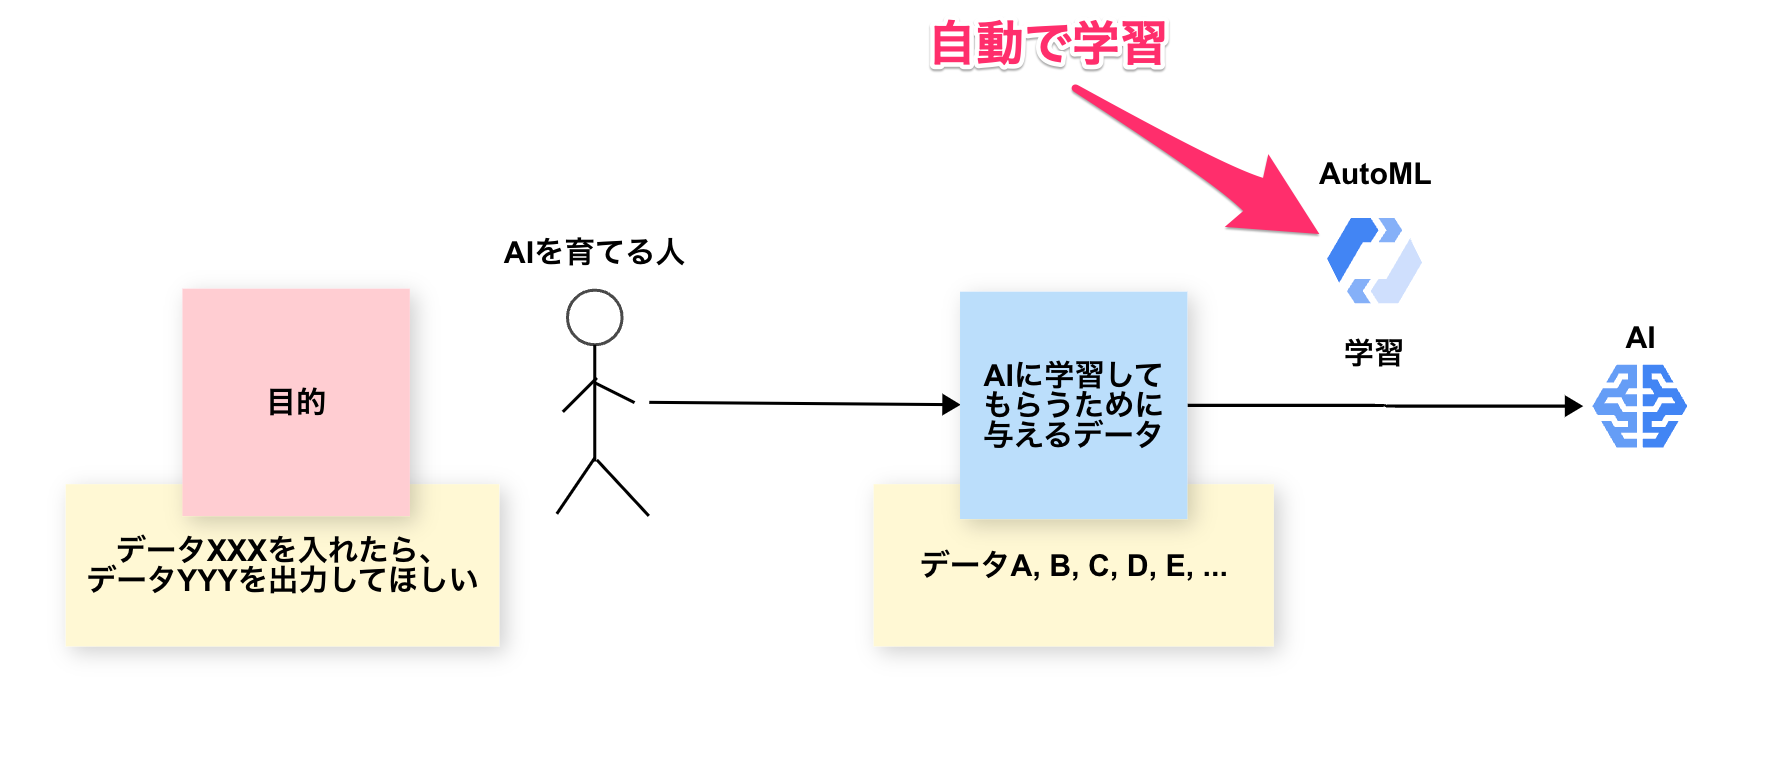 自動で学習
AutoML
AIを育てる人
学習
AI
目的
AIに学習して
もらうために
与えるデータ
データXXXを入れたら、
データYYYを出力してほしい
データA, B, C, D, E, ...